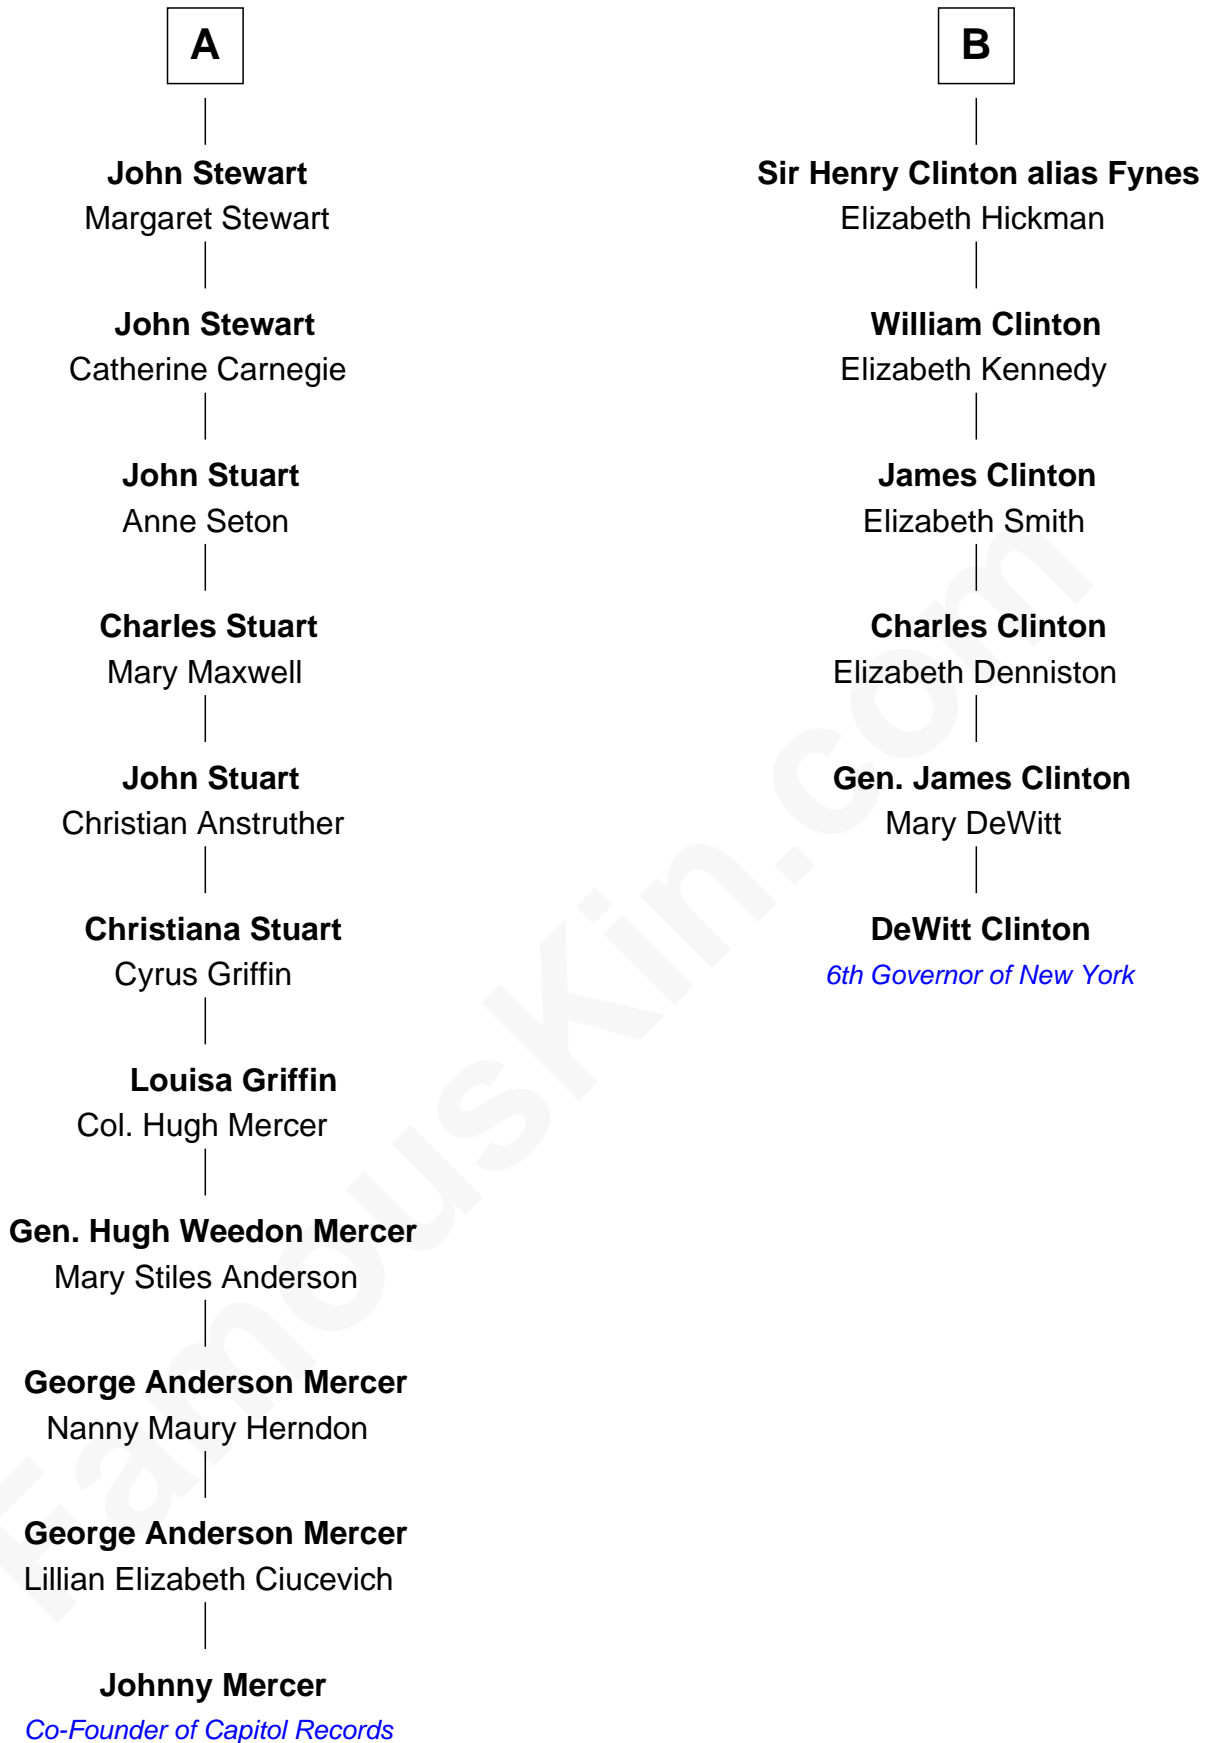 A
John Stewart
Margaret Stewart
John Stewart
Catherine Carnegie
John Stuart
Anne Seton
Charles Stuart
Mary Maxwell
John Stuart
Christian Anstruther
Christiana Stuart
Cyrus Griffin
Louisa Griffin
Col. Hugh Mercer
Gen. Hugh Weedon Mercer
Mary Stiles Anderson
George Anderson Mercer
Nanny Maury Herndon
George Anderson Mercer
Lillian Elizabeth Ciucevich
Johnny Mercer
Co-Founder of Capitol Records
B
Sir Henry Clinton alias Fynes
Elizabeth Hickman
William Clinton
Elizabeth Kennedy
James Clinton
Elizabeth Smith
Charles Clinton
Elizabeth Denniston
Gen. James Clinton
Mary DeWitt
DeWitt Clinton
6th Governor of New York
FamousKin.com